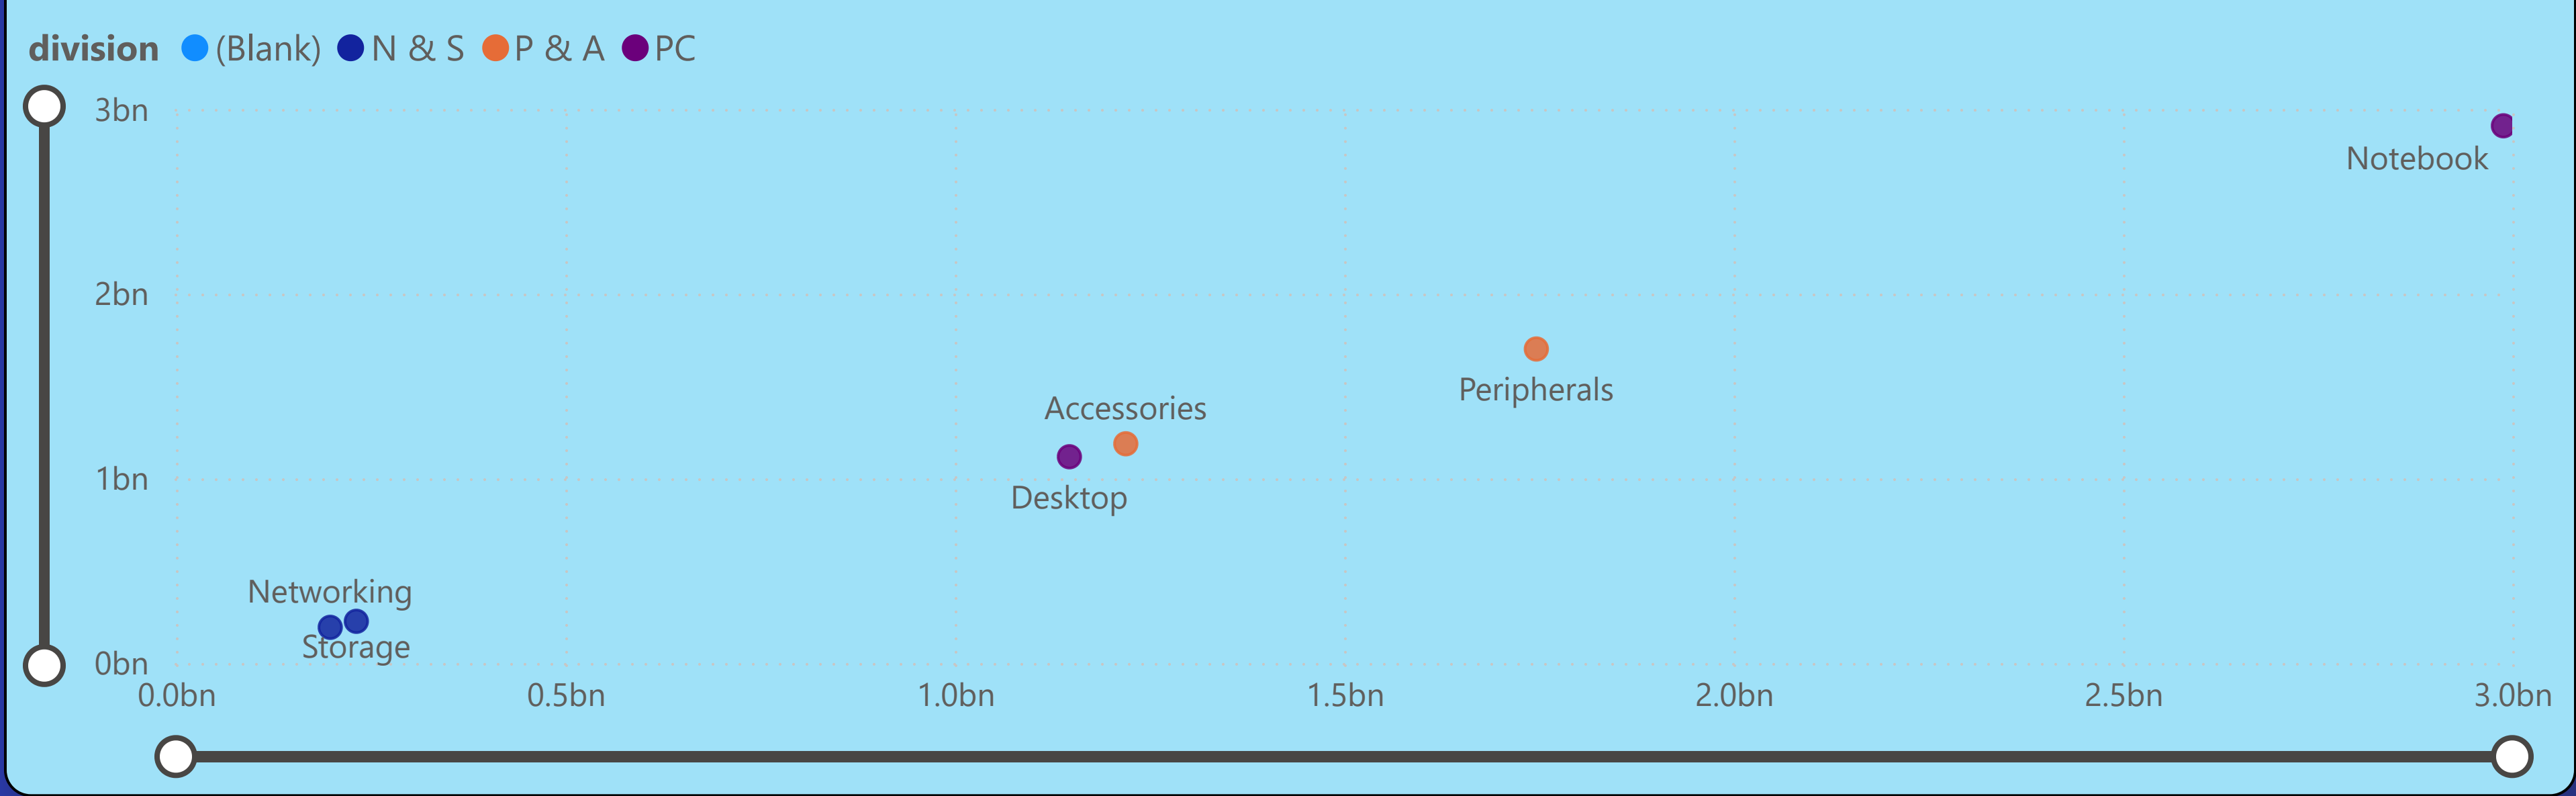 division (Blank) N & S P & A PC
3bn
Notebook
2bn
Peripherals
Accessories
1bn
Desktop
Networking
Storage
0bn
0.0bn 0.5bn 1.0bn 1.5bn 2.0bn 2.5bn 3.0bn